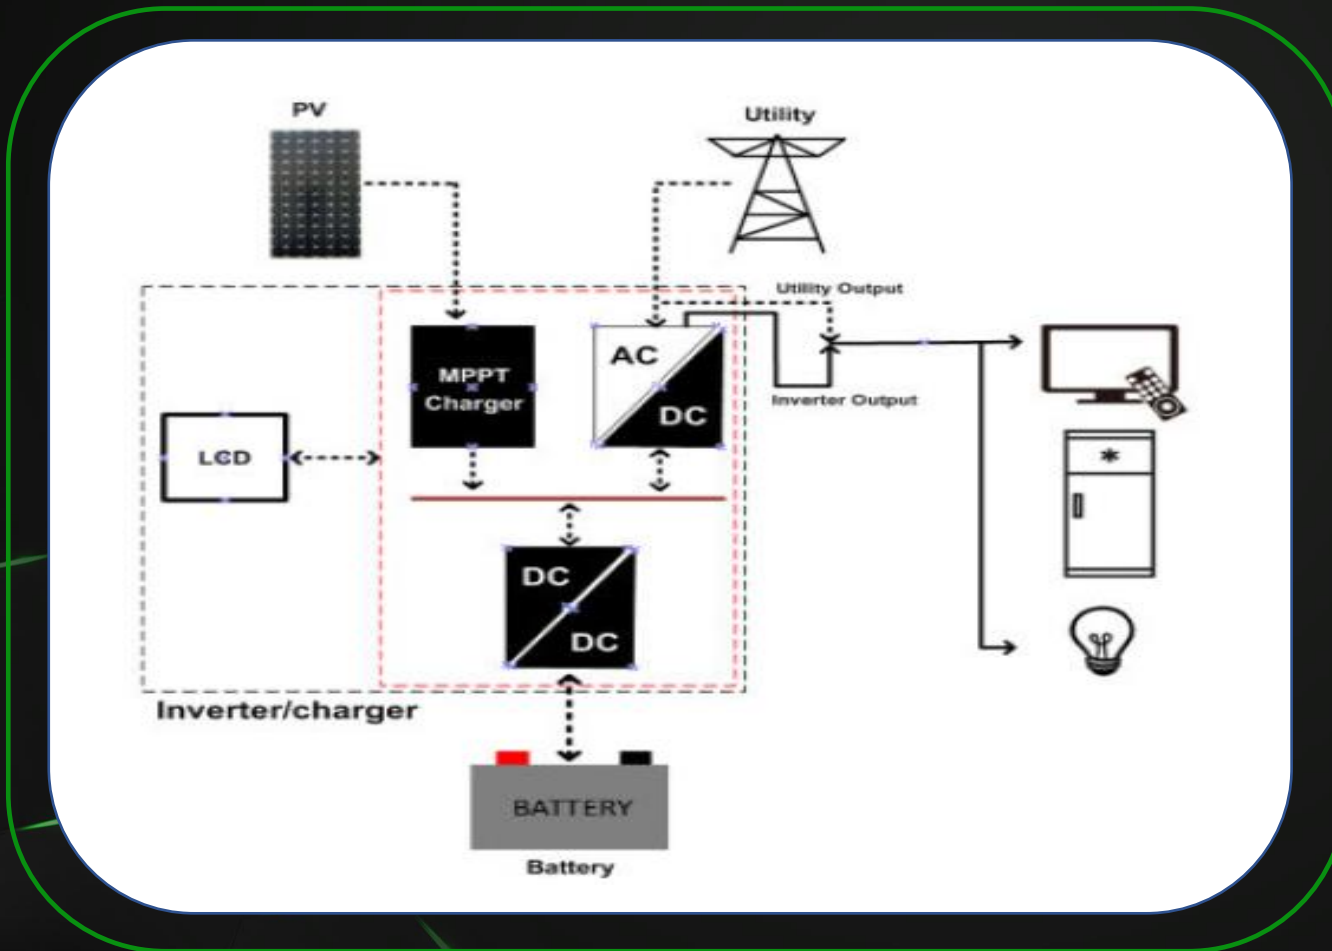 PV
Utility
Utility Output
MPPT
Charger
AC
DC
Inverter Output
LCD
DC
DC
Inverter/charger
BATTERY
Battery